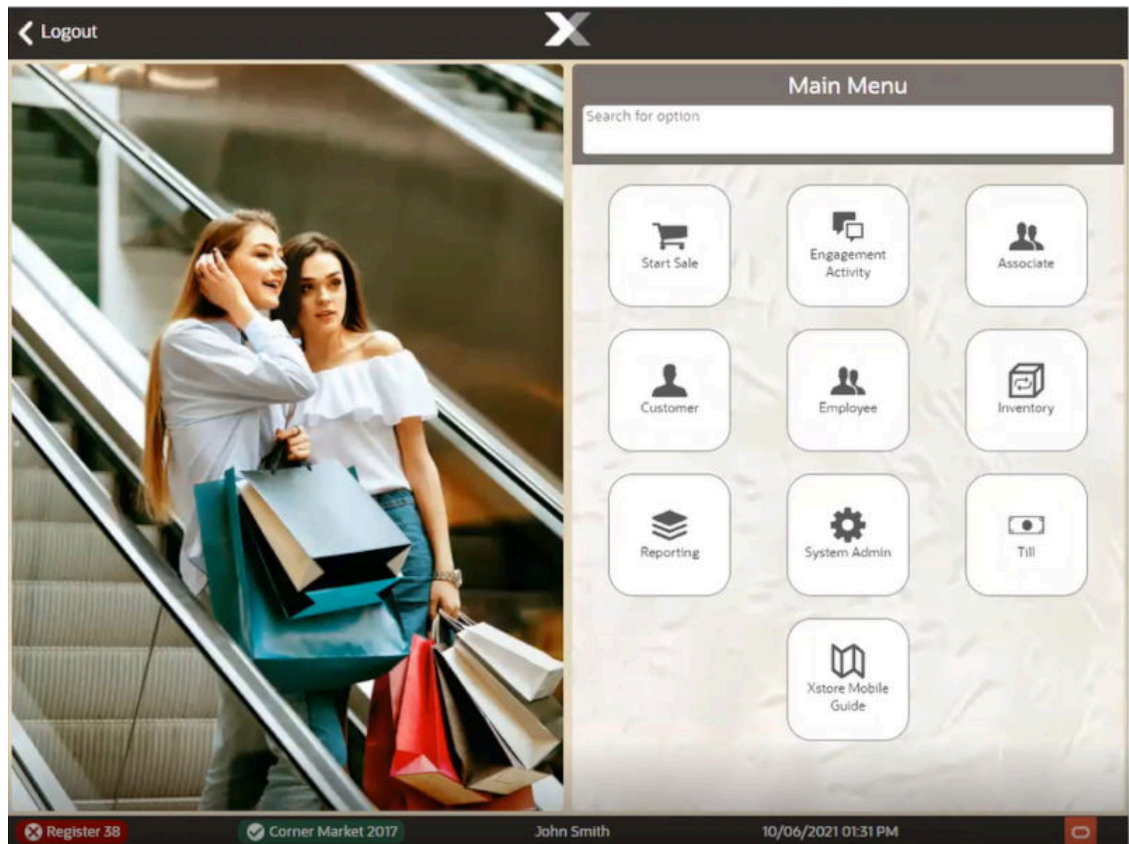 Logout
Main Menu
Search for option
Start Sale
Engagement
Activity
Associate
Customer
Employee
Inventory
Reporting
System Admin
Till
Xstore Mobile
Guide
Register 38
Corner Market 2017
John Smith
10/06/2021 01:31 PM